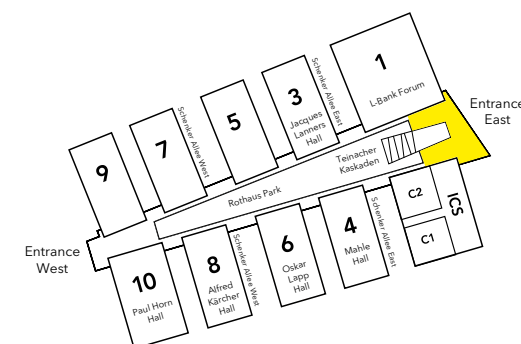 1
L-Bank Forum
3
Jacques
Lanners
Hall
Schenker Allee East
5
7
Schenker Allee West
9
Entrance
East
Teinacher
Kaskaden
Rothaus Park
Entrance
West
10
Paul Horn
Hall
8
Alfred
Kärcher
Hall
Schenker Allee West
6
Oskar
Lapp
Hall
4
Mahle
Hall
Schenker Allee East
C2
C1
ICS